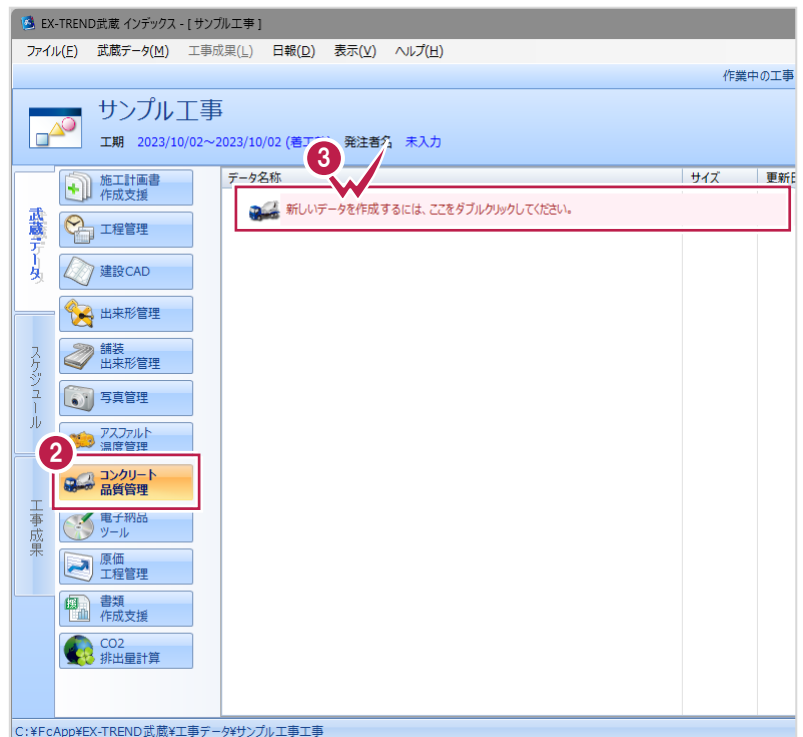 EX-TREND武蔵 インデックス - [ サンプル工事 ]
ファイル(F) 武蔵データ(M) 工事成果(L) 日報(D) 表示(V) ヘルプ(H)
作業中の工事
サンプル工事
工期 2023/10/02～2023/10/02 (着工 発注者名 未入力
3
データ名称 サイズ 更新日
新しいデータを作成するには、ここをダブルクリックしてください。
武蔵データ
スケジュール
工事成果
施工計画書
作成支援
工程管理
建設CAD
出来形管理
舗装
出来形管理
写真管理
アスファルト
温度管理
2
コンクリート
品質管理
電子納品
ツール
原価
工程管理
書類
作成支援
CO2
排出量計算
C:¥FcApp¥EX-TREND武蔵¥工事データ¥サンプル工事工事